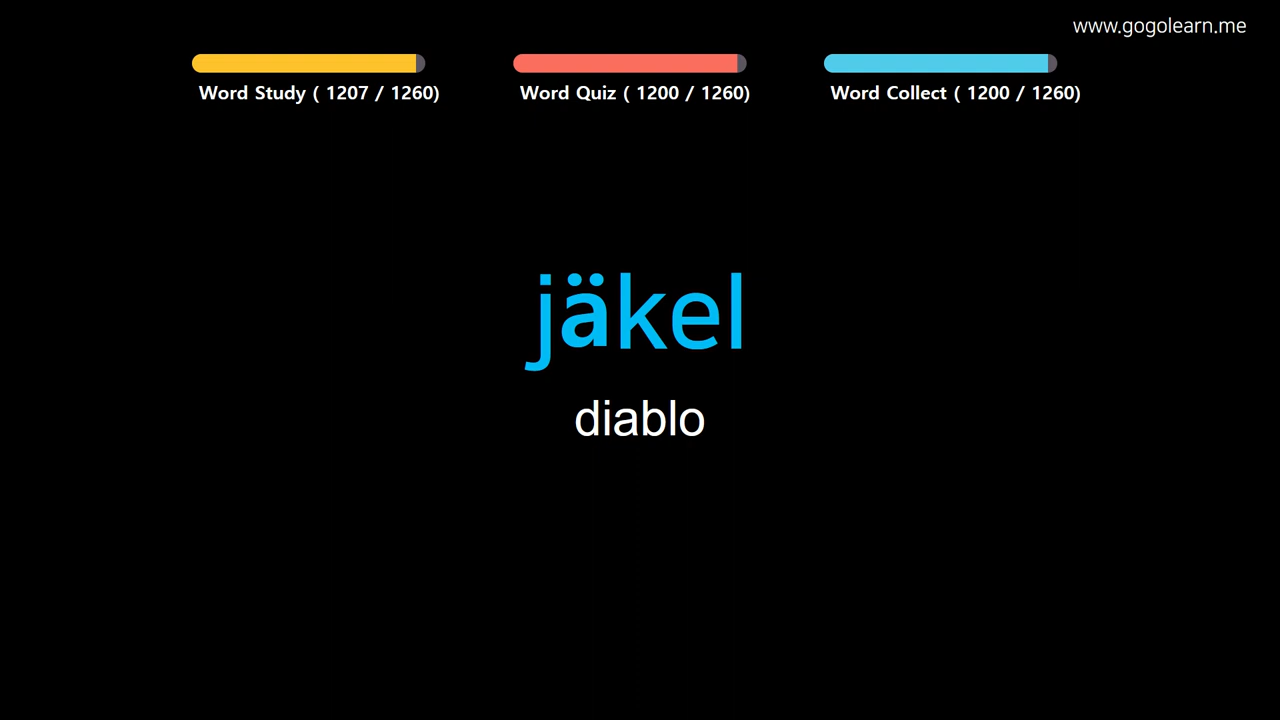 www.gogolearn.me
Word Study ( 1207 / 1260)
Word Quiz ( 1200 / 1260)
Word Collect ( 1200 / 1260)
jäkel
diablo